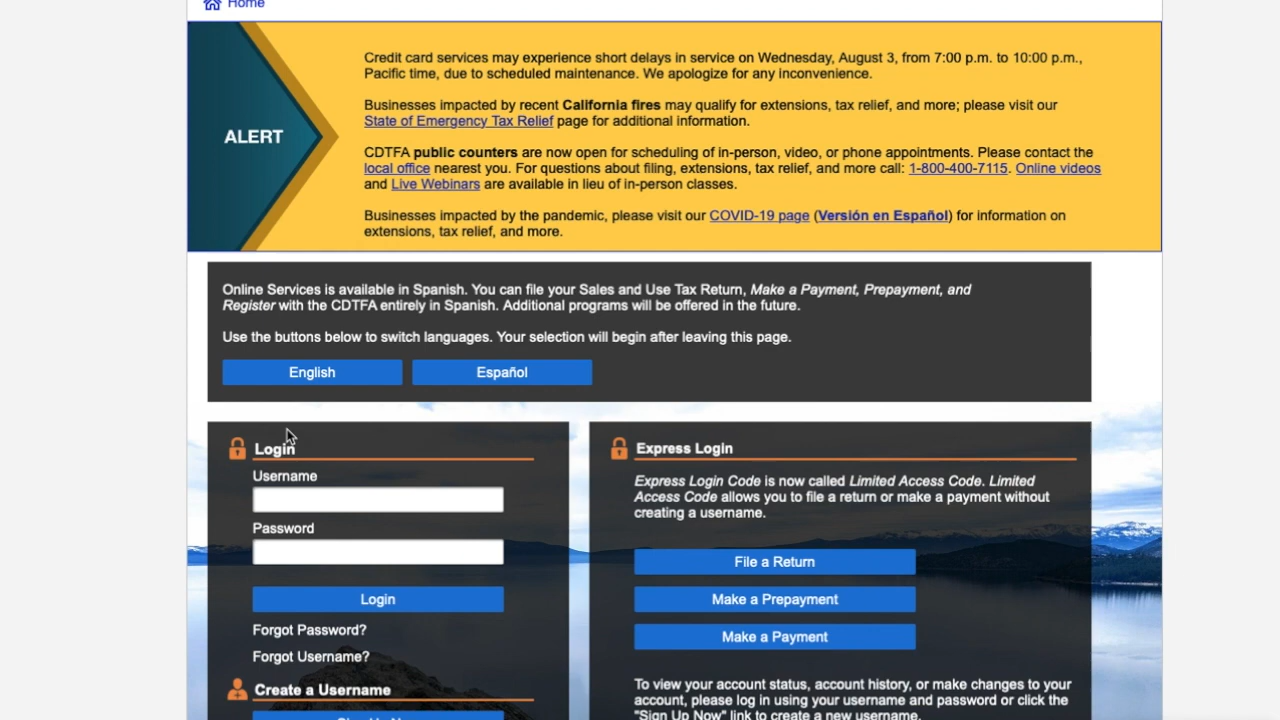 Home
Credit card services may experience short delays in service on Wednesday, August 3, from 7:00 p.m. to 10:00 p.m.,
Pacific time, due to scheduled maintenance. We apologize for any inconvenience.
Businesses impacted by recent California fires may qualify for extensions, tax relief, and more; please visit our
State of Emergency Tax Relief page for additional information.
ALERT
CDTFA public counters are now open for scheduling of in-person, video, or phone appointments. Please contact the
local office nearest you. For questions about filing, extensions, tax relief, and more call: 1-800-400-7115. Online videos
and Live Webinars are available in lieu of in-person classes.
Businesses impacted by the pandemic, please visit our COVID-19 page (Versión en Español) for information on
extensions, tax relief, and more.
Online Services is available in Spanish. You can file your Sales and Use Tax Return, Make a Payment, Prepayment, and
Register with the CDTFA entirely in Spanish. Additional programs will be offered in the future.
Use the buttons below to switch languages. Your selection will begin after leaving this page.
English
Español
Login
Username
Password
Login
Forgot Password?
Forgot Username?
Create a Username
Express Login
Express Login Code is now called Limited Access Code. Limited
Access Code allows you to file a return or make a payment without
creating a username.
File a Return
Make a Prepayment
Make a Payment
To view your account status, account history, or make changes to your
account, please log in using your username and password or click the
"Sign Up Now" link to create a new username.